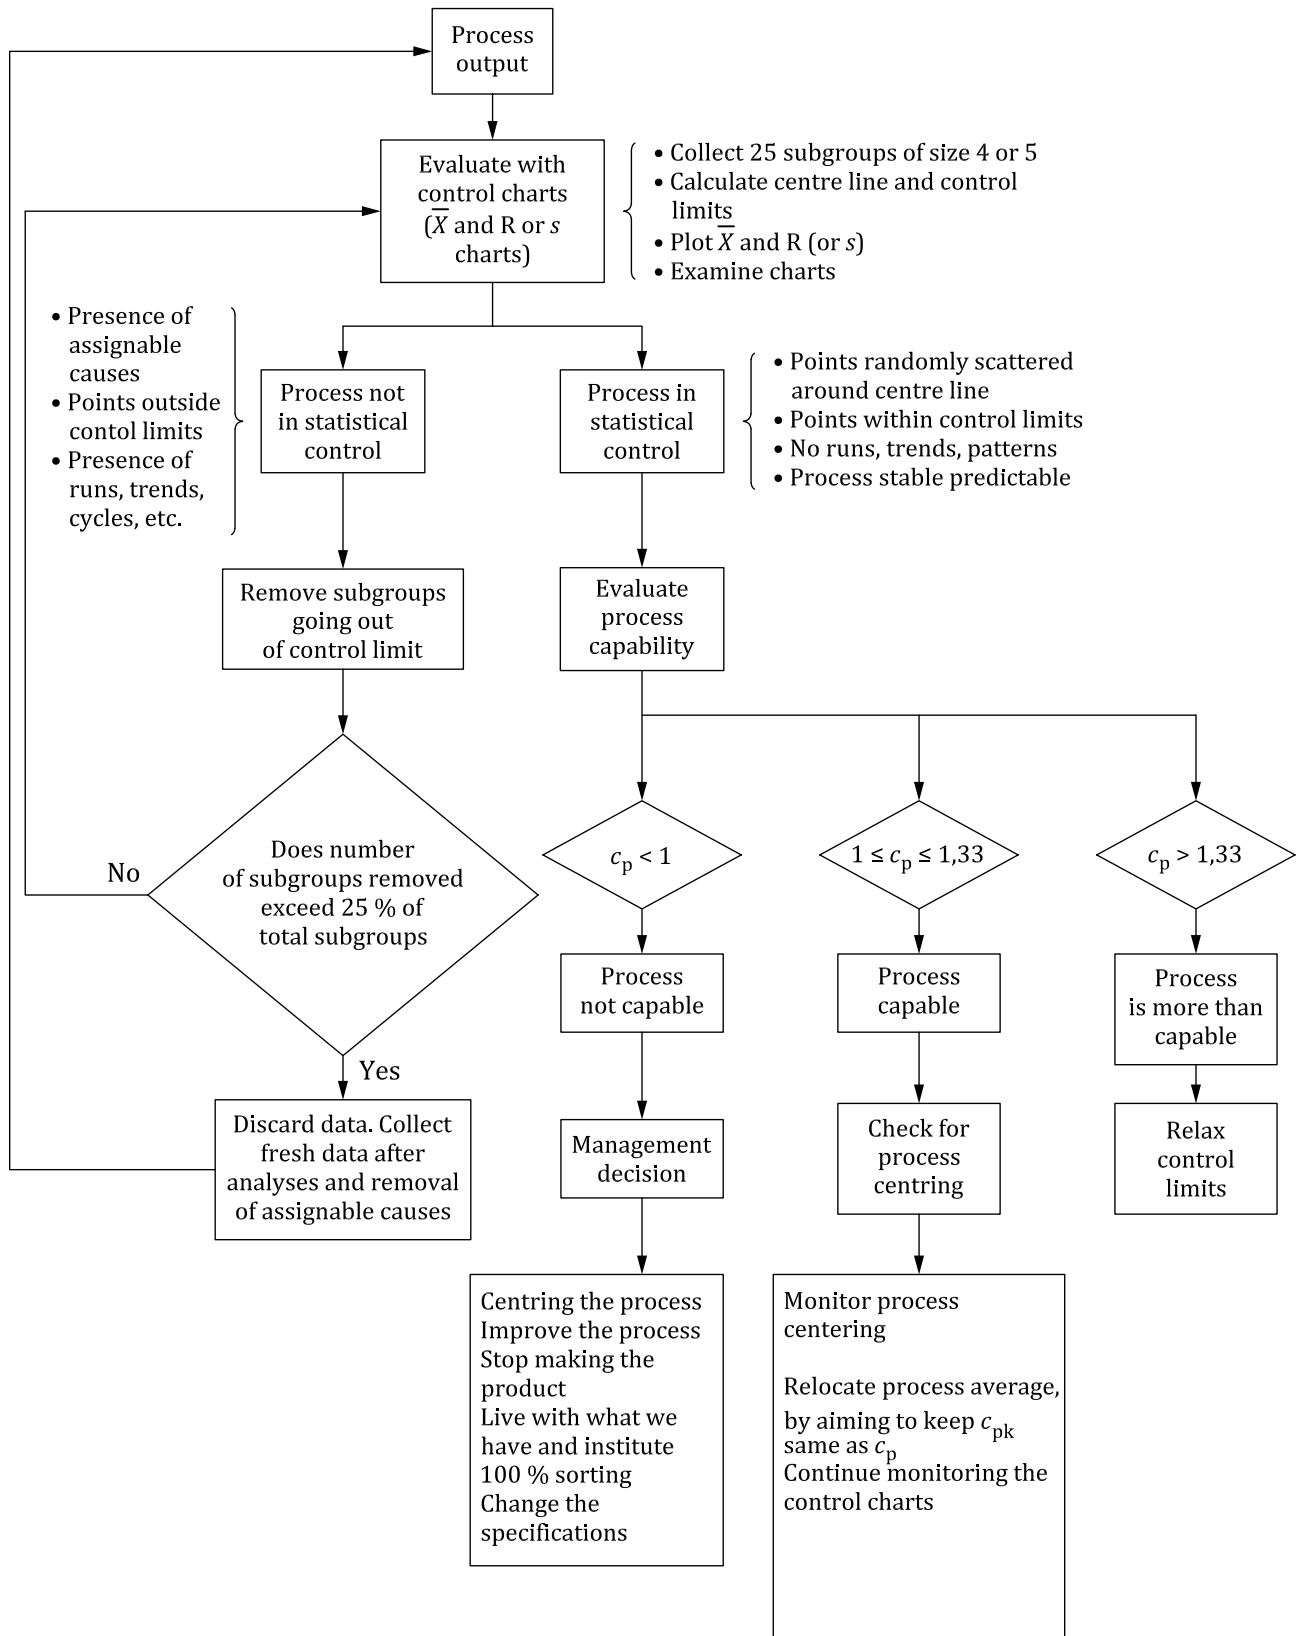 Process
output
Evaluate with
control charts
(X̅ and R or s
charts)
• Collect 25 subgroups of size 4 or 5
• Calculate centre line and control
limits
• Plot X̅ and R (or s)
• Examine charts
• Presence of
assignable
causes
• Points outside
contol limits
• Presence of
runs, trends,
cycles, etc.
Process not
in statistical
control
Process in
statistical
control
• Points randomly scattered
around centre line
• Points within control limits
• No runs, trends, patterns
• Process stable predictable
Remove subgroups
going out
of control limit
Evaluate
process
capability
No
Does number
of subgroups removed
exceed 25 % of
total subgroups
Yes
c_p < 1
1 ≤ c_p ≤ 1,33
c_p > 1,33
Process
not capable
Process
capable
Process
is more than
capable
Discard data. Collect
fresh data after
analyses and removal
of assignable causes
Management
decision
Check for
process
centring
Relax
control
limits
Centring the process
Improve the process
Stop making the
product
Live with what we
have and institute
100 % sorting
Change the
specifications
Monitor process
centering
Relocate process average,
by aiming to keep c_pk
same as c_p
Continue monitoring the
control charts